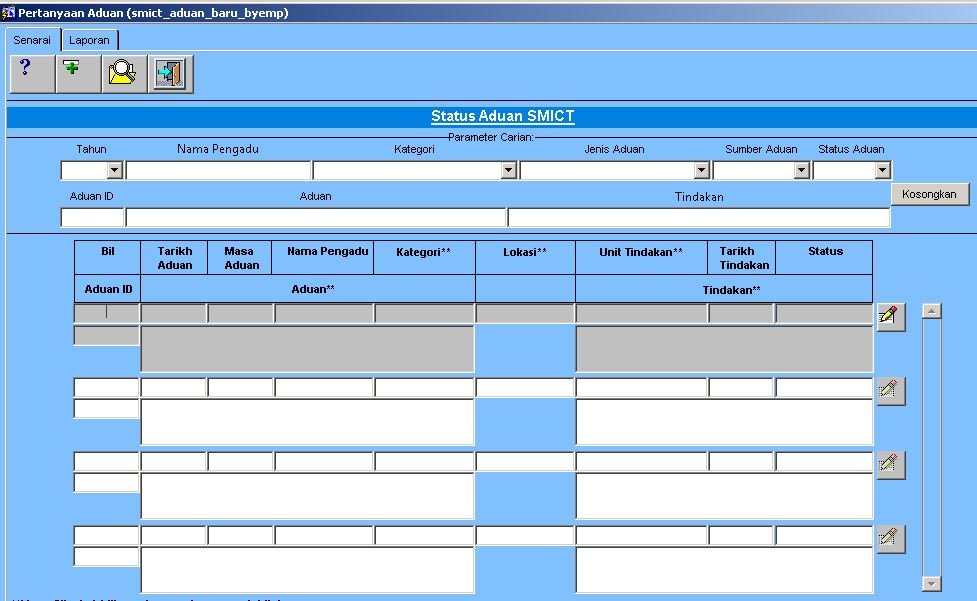 Pertanyaan Aduan (smict_aduan_baru_byemp)
Senarai Laporan
?
Status Aduan SMICT
Parameter Carian:
Tahun Nama Pengadu Kategori Jenis Aduan Sumber Aduan Status Aduan
Aduan ID Aduan Tindakan Kosongkan
Bil Tarikh Aduan Masa Aduan Nama Pengadu Kategori** Lokasi** Unit Tindakan** Tarikh Tindakan Status
Aduan ID Aduan** Tindakan**